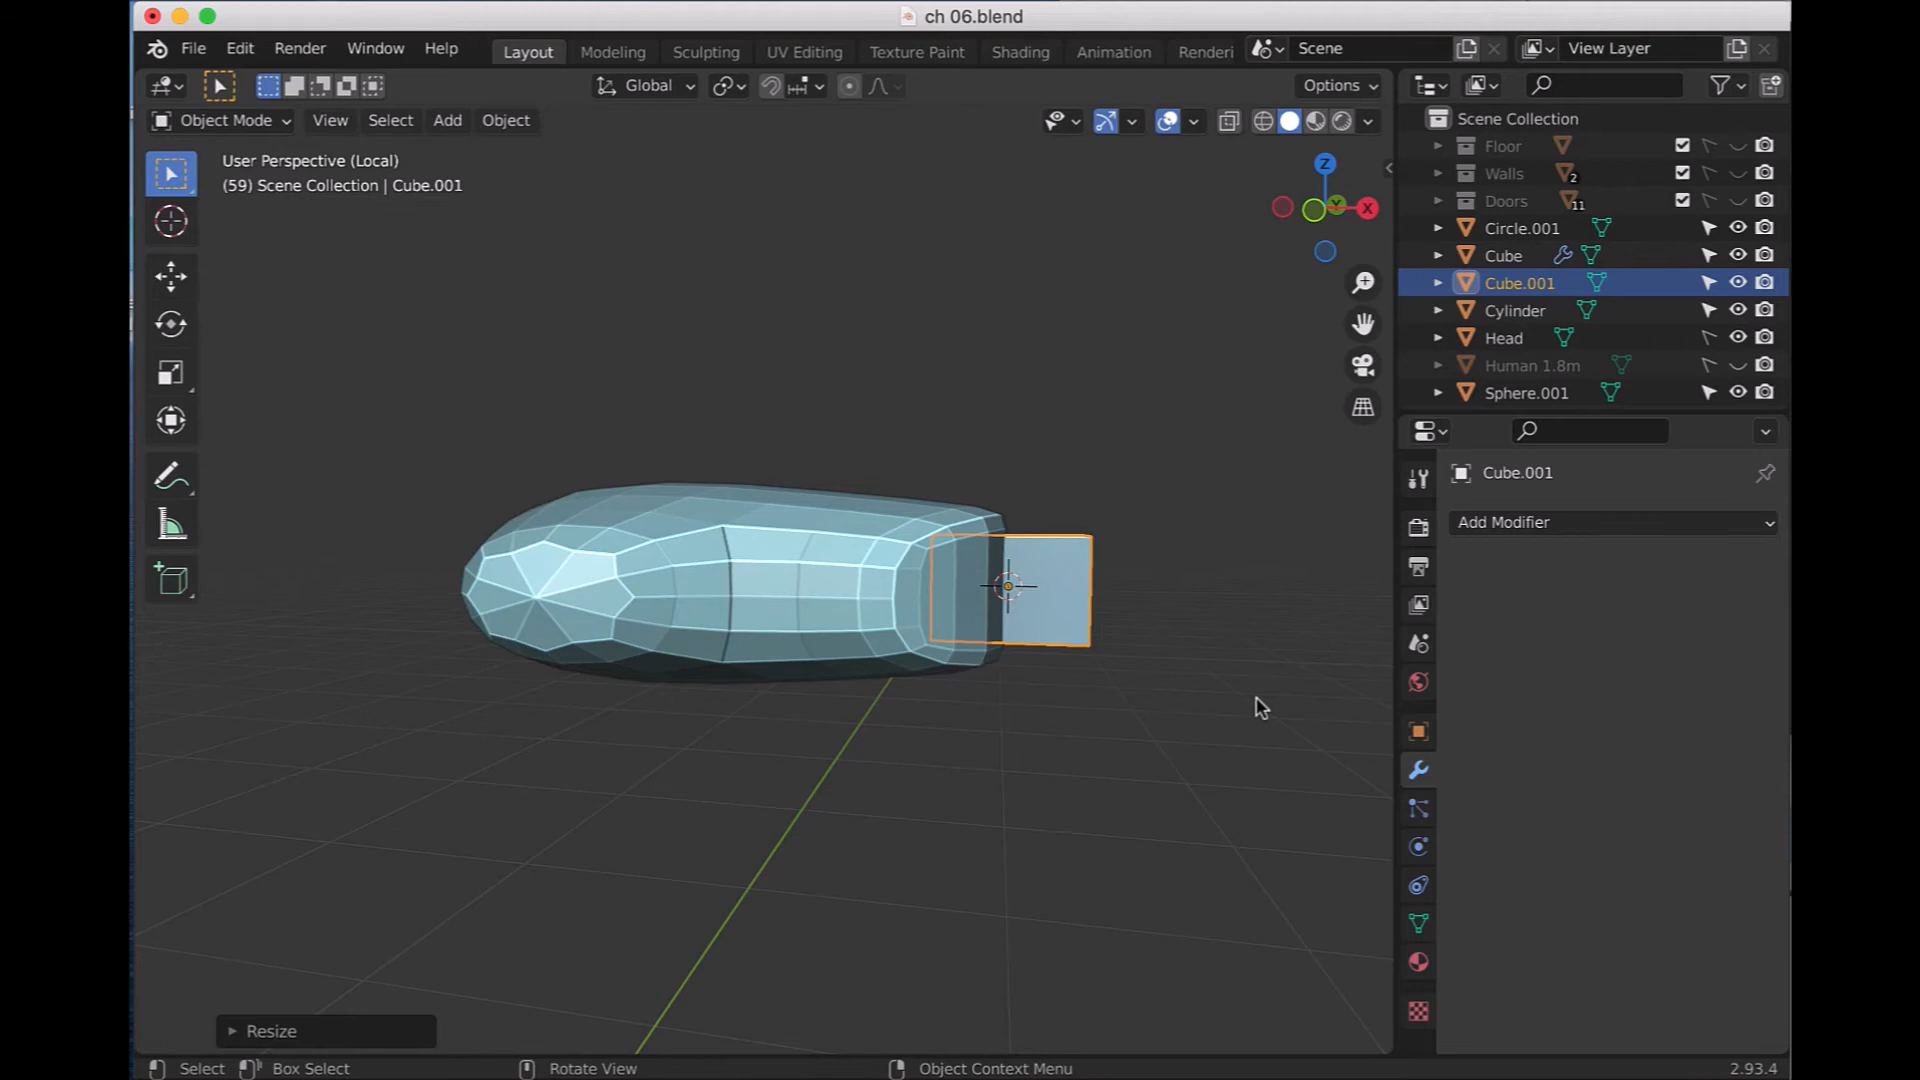 ch 06.blend
File Edit Render Window Help Layout Modeling Sculpting UV Editing Texture Paint Shading Animation Renderi Scene View Layer
Global Options
Object Mode View Select Add Object
User Perspective (Local)
(59) Scene Collection | Cube.001
Z
Y
X
Scene Collection
Floor
Walls 2
Doors 11
Circle.001
Cube
Cube.001
Cylinder
Head
Human 1.8m
Sphere.001
Cube.001
Add Modifier
Resize
Select Box Select Rotate View Object Context Menu 2.93.4